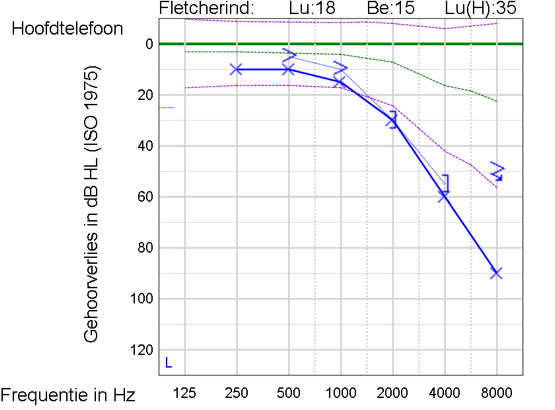 Fletcherind: Lu:18 Be:15 Lu(H):35
Hoofdtelefoon
Gehoorverlies in dB HL (ISO 1975)
0
20
40
60
80
100
120
L
Frequentie in Hz 125 250 500 1000 2000 4000 8000